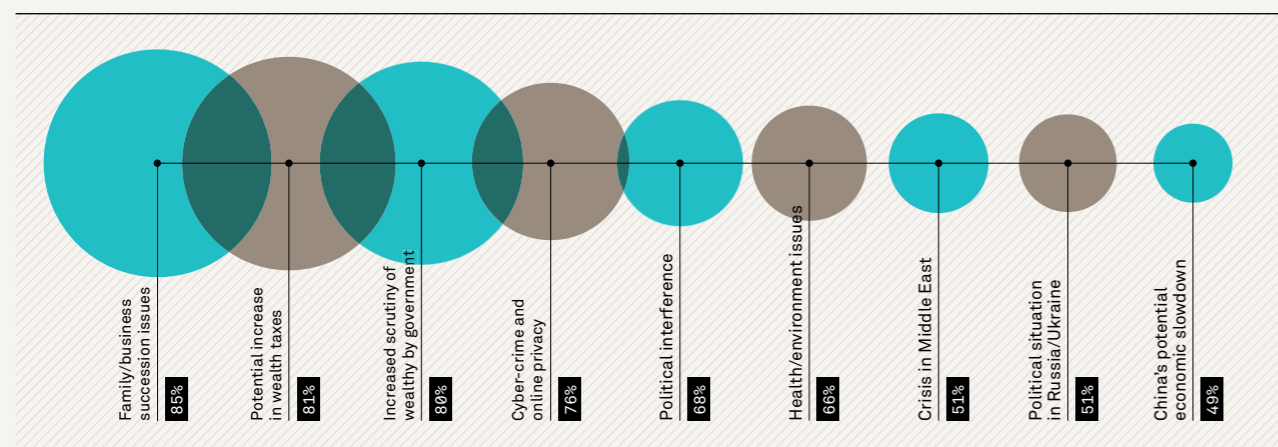 Family/business
succession issues
85%
Potential increase
in wealth taxes
81%
Increased scrutiny of
wealthy by government
80%
Cyber-crime and
online privacy
76%
Political interference
68%
Health/environment issues
66%
Crisis in Middle East
51%
Political situation
in Russia/Ukraine
51%
China's potential
economic slowdown
49%